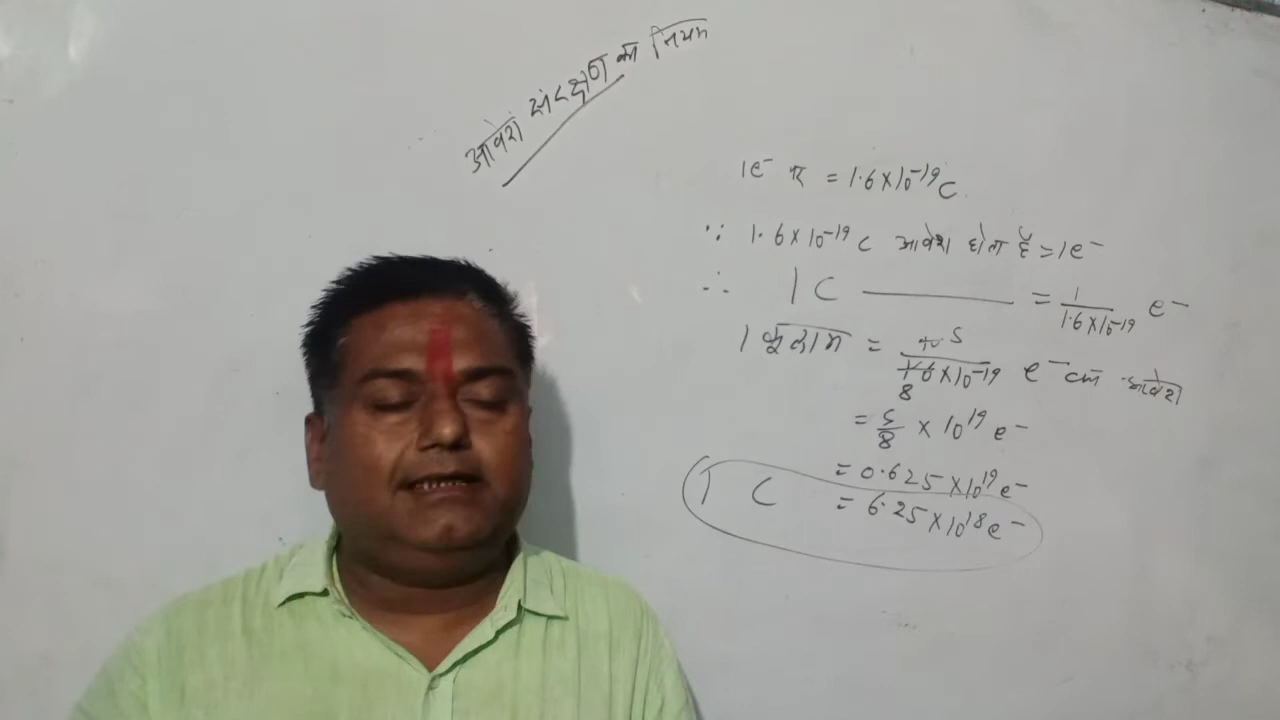 आवेश संरक्षण का नियम
1e⁻ पर = 1.6×10⁻¹⁹C
∵ 1.6×10⁻¹⁹ C आवेश होता है = 1e⁻
∴ 1 C ——— = 1/1.6×10⁻¹⁹ e⁻
1 कूलाम = 10 5/16×10⁻¹⁹ 8 e⁻ का आवेश
= 5/8 × 10¹⁹ e⁻
= 0.625×10¹⁹ e⁻
1 C = 6.25×10¹⁸ e⁻